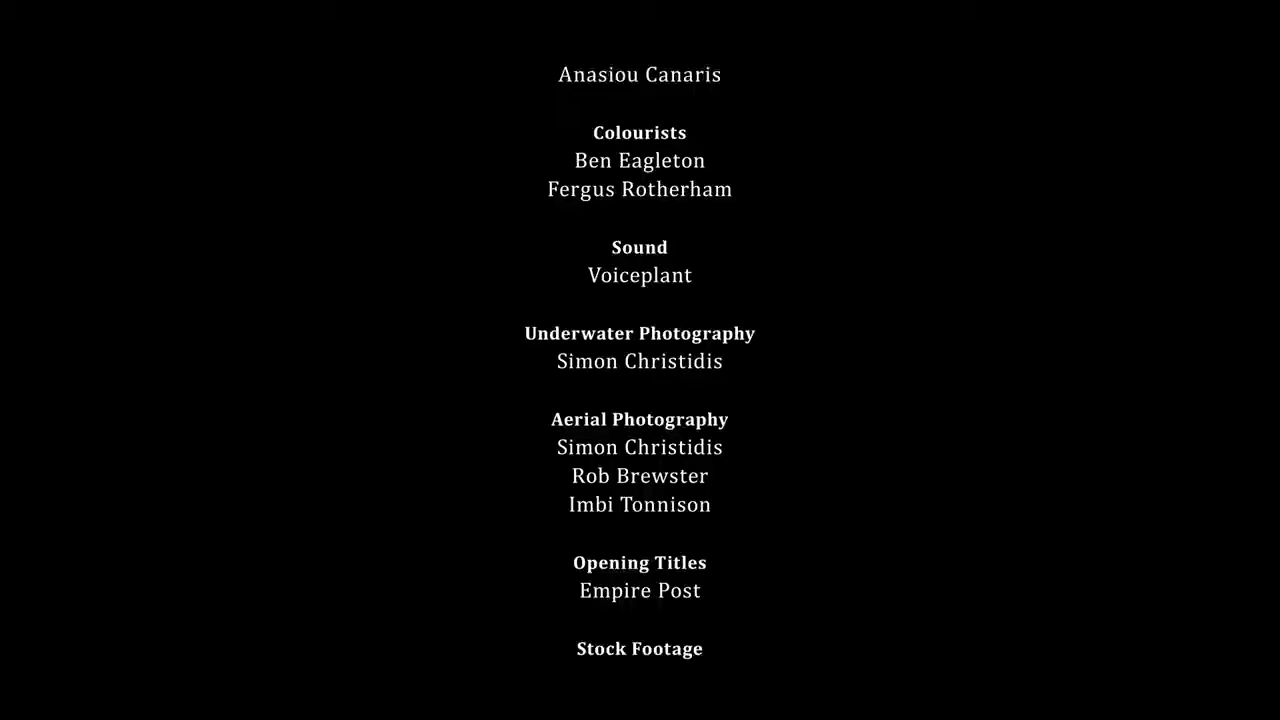 Anasiou Canaris
Colourists
Ben Eagleton
Fergus Rotherham
Sound
Voiceplant
Underwater Photography
Simon Christidis
Aerial Photography
Simon Christidis
Rob Brewster
Imbi Tonnison
Opening Titles
Empire Post
Stock Footage